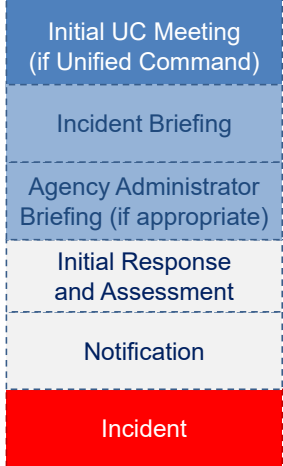 Initial UC Meeting
(if Unified Command)
Incident Briefing
Agency Administrator
Briefing (if appropriate)
Initial Response
and Assessment
Notification
Incident